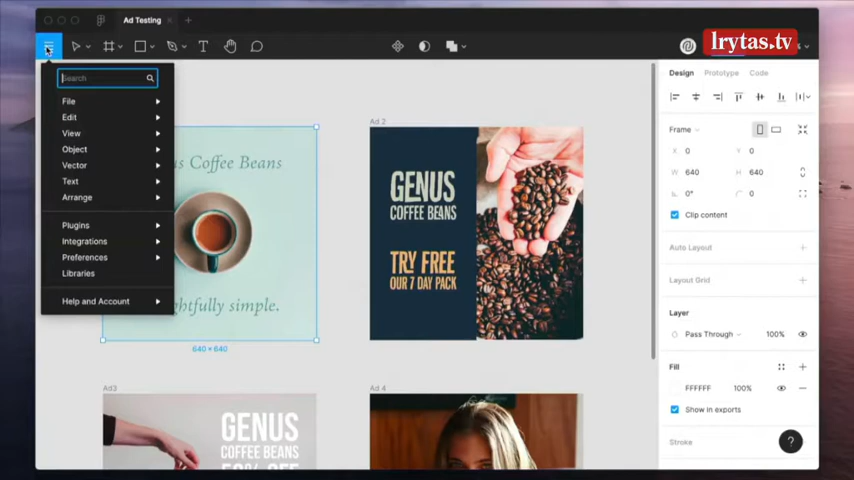 Ad Testing
lrytas.tv
Search
File
Edit
View
Object
Vector
Text
Arrange
Plugins
Integrations
Preferences
Libraries
Help and Account
Coffee Beans
simple.
640 × 640
Ad 2
GENUS
COFFEE BEANS
TRY FREE
OUR 7 DAY PACK
Ad3
GENUS
COFFEE BEANS
50% OFF
Ad 4
Design
Prototype
Code
Frame
X 0
Y 0
W 640
H 640
0°
0
Clip content
Auto Layout
Layout Grid
Layer
Pass Through
100%
Fill
FFFFFF
100%
Show in exports
Stroke
?